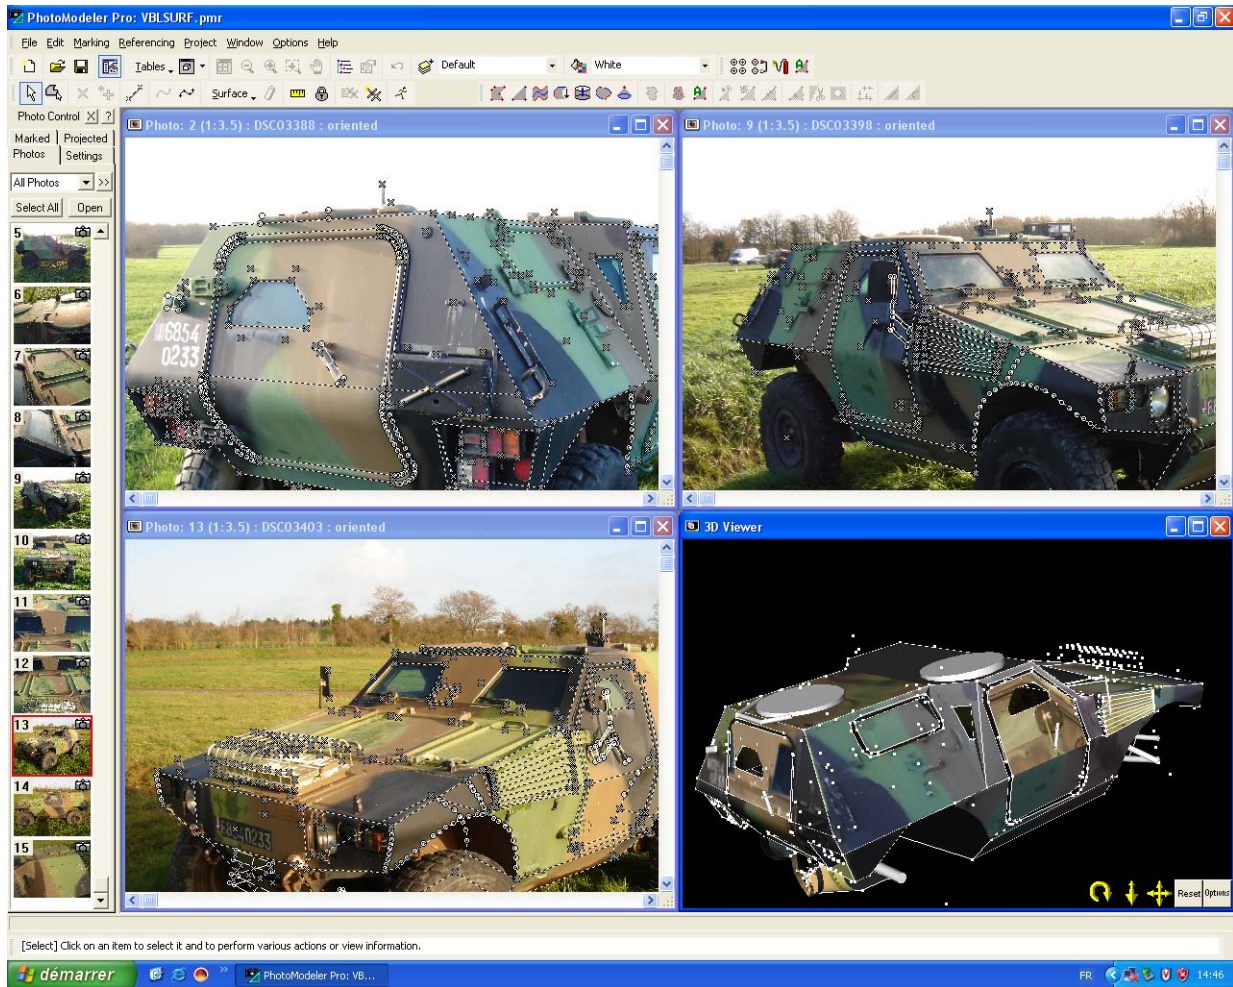 PhotoModeler Pro: VBLSURF.pmr
File Edit Marking Referencing Project Window Options Help
Tables
Default
White
Surface
Photo Control
Marked Projected
Photos Settings
All Photos >>
Select All Open
5
6
7
8
9
10
11
12
13
14
15
Photo: 2 (1:3.5) : DSC03388 : oriented
6854
0233
Photo: 9 (1:3.5) : DSC03398 : oriented
Photo: 13 (1:3.5) : DSC03403 : oriented
3D Viewer
Reset Options
[Select] Click on an item to select it and to perform various actions or view information.
démarrer
PhotoModeler Pro: VB...
FR
14:46